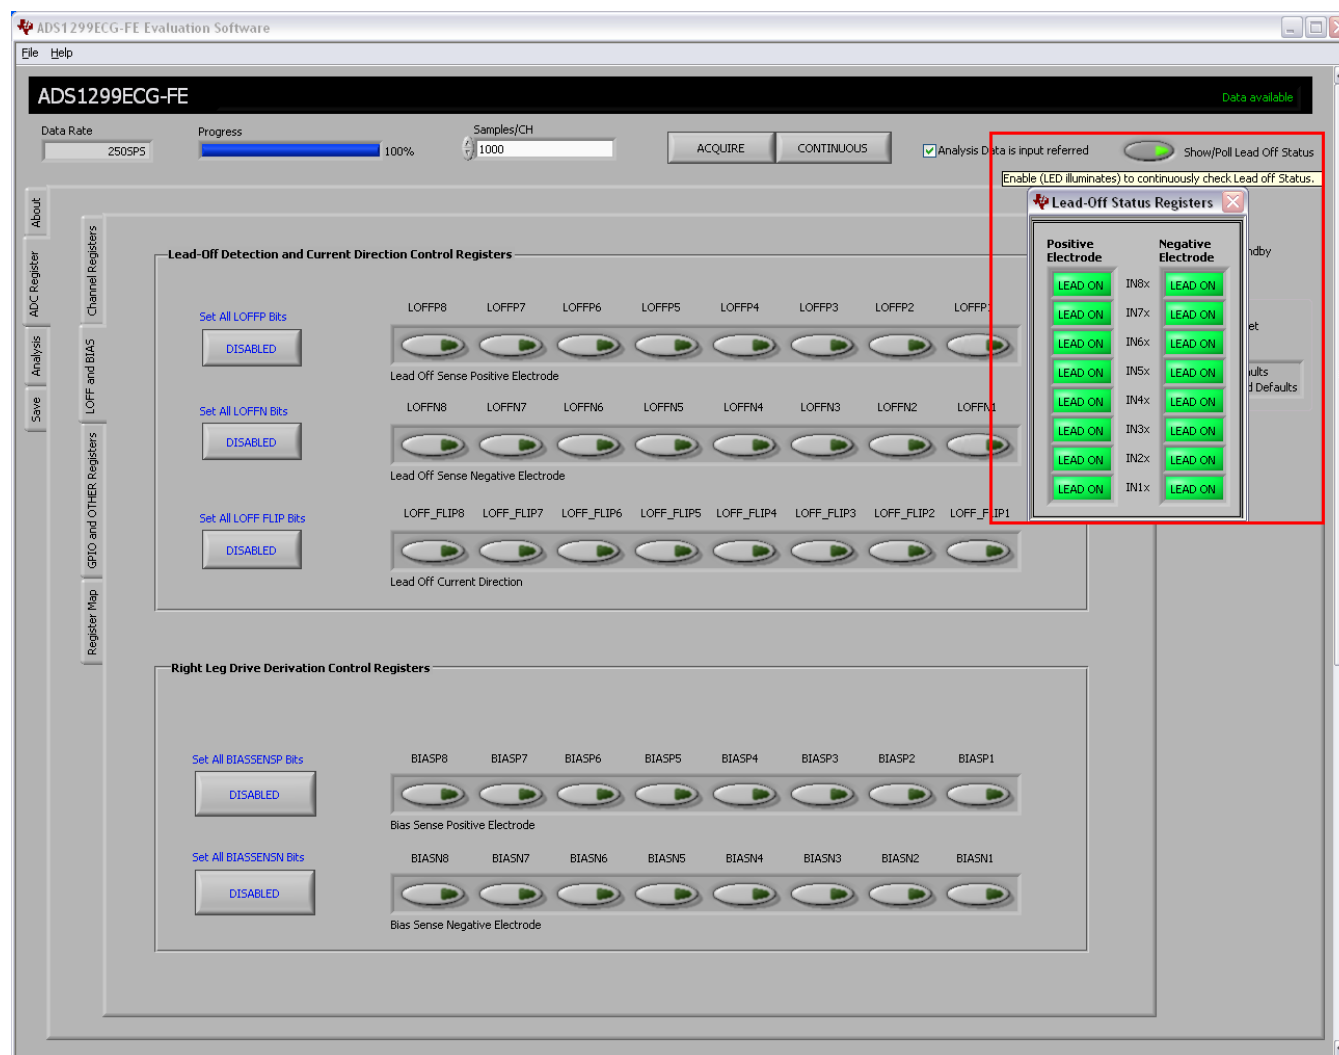 ADS1299ECG-FE Evaluation Software
File Help
ADS1299ECG-FE
Data available
Data Rate
250SPS
Progress
100%
Samples/CH
1000
ACQUIRE
CONTINUOUS
Analysis Data is input referred
Show/Poll Lead Off Status
Enable (LED illuminates) to continuously check Lead off Status.
About
ADC Register
Analysis
Save
Channel Registers
LOFF and BIAS
GPIO and OTHER Registers
Register Map
Lead-Off Status Registers
Positive Electrode
Negative Electrode
LEAD ON IN8x LEAD ON
LEAD ON IN7x LEAD ON
LEAD ON IN6x LEAD ON
LEAD ON IN5x LEAD ON
LEAD ON IN4x LEAD ON
LEAD ON IN3x LEAD ON
LEAD ON IN2x LEAD ON
LEAD ON IN1x LEAD ON
d Defaults
Lead-Off Detection and Current Direction Control Registers
Set All LOFFP Bits
DISABLED
LOFFP8 LOFFP7 LOFFP6 LOFFP5 LOFFP4 LOFFP3 LOFFP2 LOFFP1
Lead Off Sense Positive Electrode
Set All LOFFN Bits
DISABLED
LOFFN8 LOFFN7 LOFFN6 LOFFN5 LOFFN4 LOFFN3 LOFFN2 LOFFN1
Lead Off Sense Negative Electrode
Set All LOFF FLIP Bits
DISABLED
LOFF_FLIP8 LOFF_FLIP7 LOFF_FLIP6 LOFF_FLIP5 LOFF_FLIP4 LOFF_FLIP3 LOFF_FLIP2 LOFF_FLIP1
Lead Off Current Direction
Right Leg Drive Derivation Control Registers
Set All BIASSENSP Bits
DISABLED
BIASP8 BIASP7 BIASP6 BIASP5 BIASP4 BIASP3 BIASP2 BIASP1
Bias Sense Positive Electrode
Set All BIASSENSN Bits
DISABLED
BIASN8 BIASN7 BIASN6 BIASN5 BIASN4 BIASN3 BIASN2 BIASN1
Bias Sense Negative Electrode